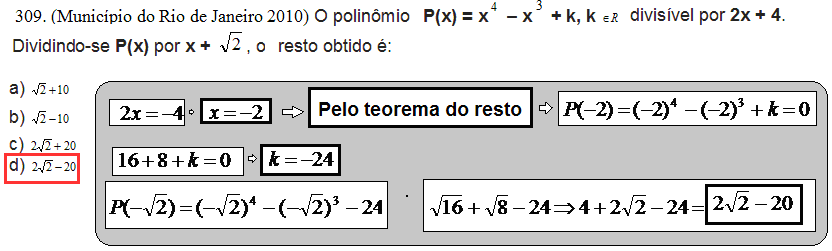 309. (Município do Rio de Janeiro 2010) O polinômio P(x) = x⁴ – x³ + k, k ∈ R divisível por 2x + 4.
Dividindo-se P(x) por x + √2 , o resto obtido é:
a) √2+10
b) √2–10
c) 2√2+20
d) 2√2–20
2x = –4 ⇨ x = –2 ⇨ Pelo teorema do resto ⇨ P(–2) = (–2)⁴ – (–2)³ + k = 0
16+8+k = 0 ⇨ k = –24
P(–√2) = (–√2)⁴ – (–√2)³ – 24 . √16 + √8 – 24 ⇒ 4 + 2√2 – 24 = 2√2 – 20